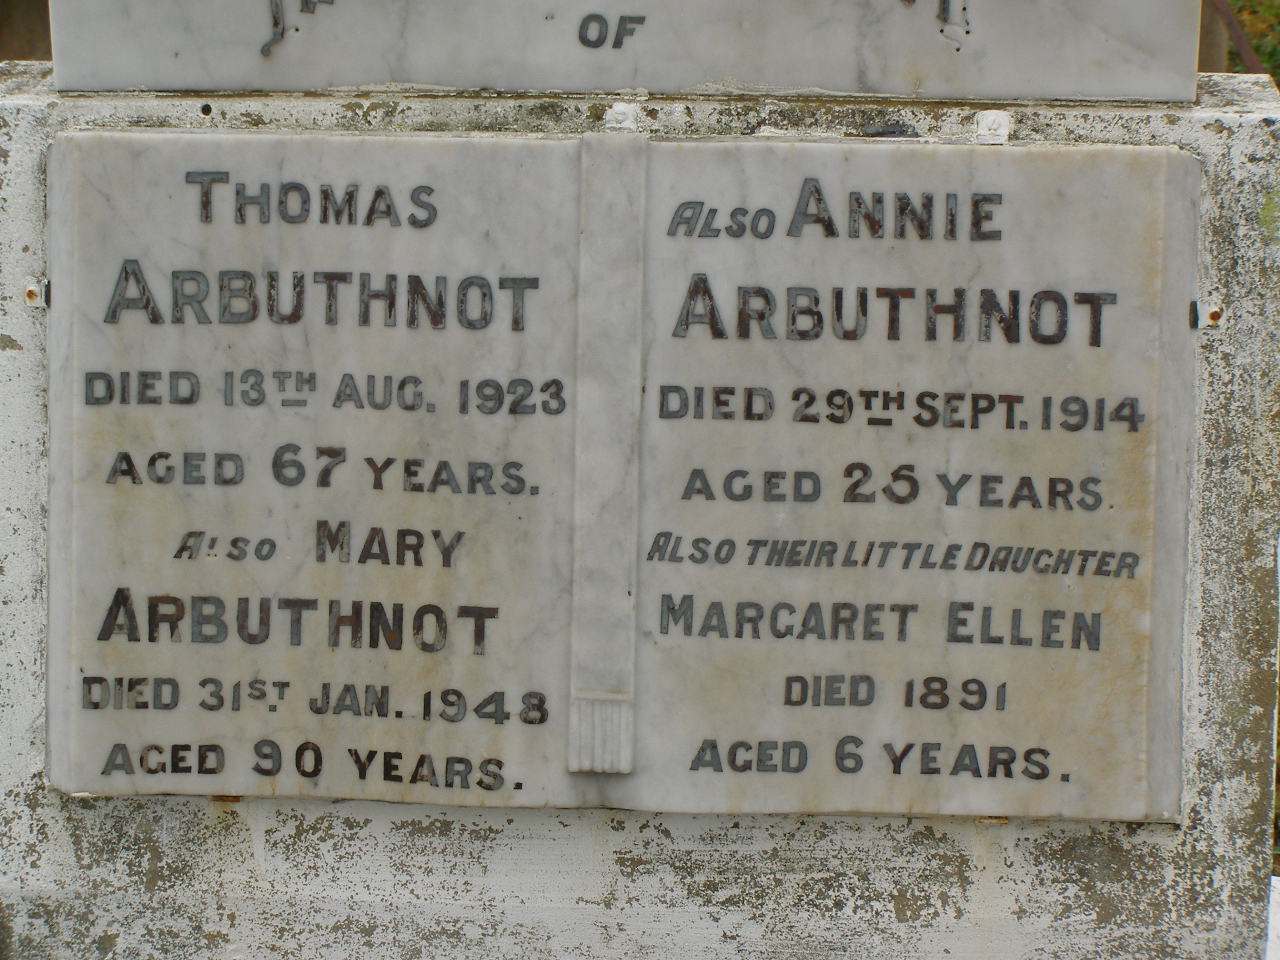 OF
THOMAS
ARBUTHNOT
DIED 13TH AUG. 1923
AGED 67 YEARS.
ALSO MARY
ARBUTHNOT
DIED 31ST. JAN. 1948
AGED 90 YEARS.
ALSO ANNIE
ARBUTHNOT
DIED 29TH SEPT. 1914
AGED 25 YEARS.
ALSO THEIR LITTLE DAUGHTER
MARGARET ELLEN
DIED 1891
AGED 6 YEARS.